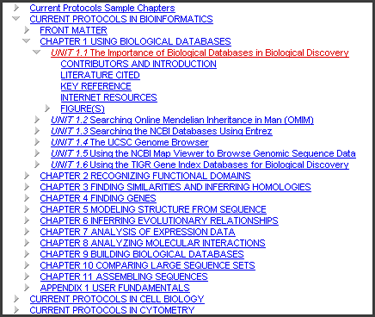 Current Protocols Sample Chapters
CURRENT PROTOCOLS IN BIOINFORMATICS
FRONT MATTER
CHAPTER 1 USING BIOLOGICAL DATABASES
UNIT 1.1 The Importance of Biological Databases in Biological Discovery
CONTRIBUTORS AND INTRODUCTION
LITERATURE CITED
KEY REFERENCE
INTERNET RESOURCES
FIGURE(S)
UNIT 1.2 Searching Online Mendelian Inheritance in Man (OMIM)
UNIT 1.3 Searching the NCBI Databases Using Entrez
UNIT 1.4 The UCSC Genome Browser
UNIT 1.5 Using the NCBI Map Viewer to Browse Genomic Sequence Data
UNIT 1.6 Using the TIGR Gene Index Databases for Biological Discovery
CHAPTER 2 RECOGNIZING FUNCTIONAL DOMAINS
CHAPTER 3 FINDING SIMILARITIES AND INFERRING HOMOLOGIES
CHAPTER 4 FINDING GENES
CHAPTER 5 MODELING STRUCTURE FROM SEQUENCE
CHAPTER 6 INFERRING EVOLUTIONARY RELATIONSHIPS
CHAPTER 7 ANALYSIS OF EXPRESSION DATA
CHAPTER 8 ANALYZING MOLECULAR INTERACTIONS
CHAPTER 9 BUILDING BIOLOGICAL DATABASES
CHAPTER 10 COMPARING LARGE SEQUENCE SETS
CHAPTER 11 ASSEMBLING SEQUENCES
APPENDIX 1 USER FUNDAMENTALS
CURRENT PROTOCOLS IN CELL BIOLOGY
CURRENT PROTOCOLS IN CYTOMETRY